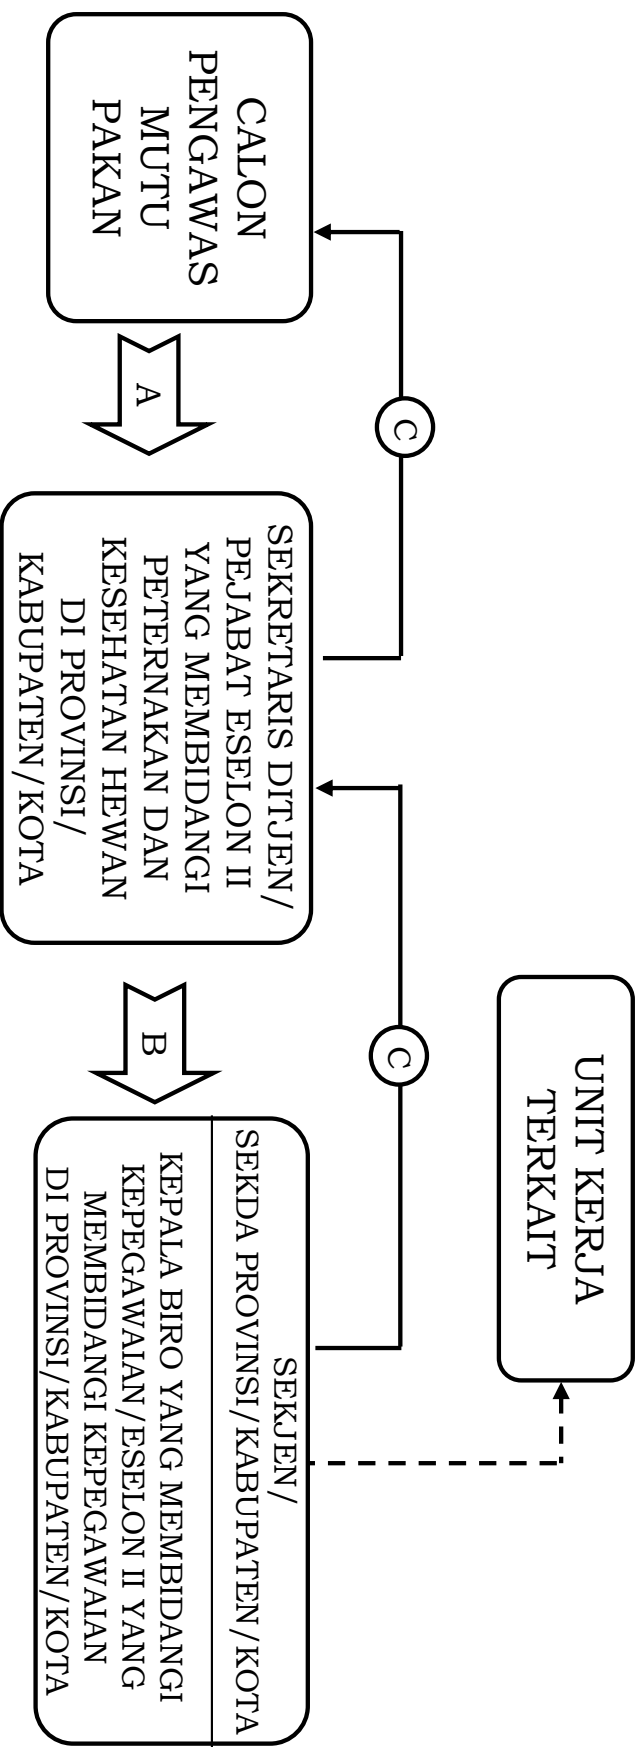 CALON
PENGAWAS
MUTU
PAKAN
A
C
SEKRETARIS DITJEN/
PEJABAT ESELON II
YANG MEMBIDANGI
PETERNAKAN DAN
KESEHATAN HEWAN
DI PROVINSI/
KABUPATEN/KOTA
B
C
UNIT KERJA
TERKAIT
SEKJEN/
SEKDA PROVINSI/KABUPATEN/KOTA
KEPALA BIRO YANG MEMBIDANGI
KEPEGAWAIAN/ESELON II YANG
MEMBIDANGI KEPEGAWAIAN
DI PROVINSI/KABUPATEN/KOTA